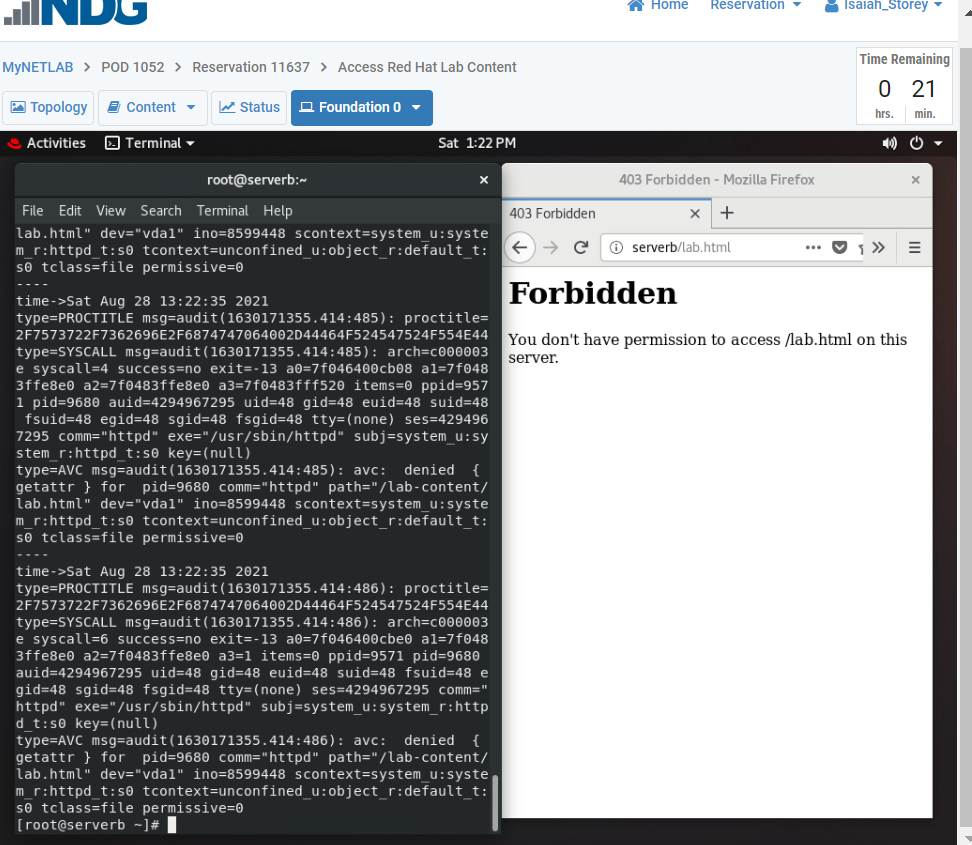 NDG
Home Reservation Isaiah_Storey
MyNETLAB > POD 1052 > Reservation 11637 > Access Red Hat Lab Content
Time Remaining
0 21
hrs. min.
Topology Content Status Foundation 0
Activities Terminal Sat 1:22 PM
root@serverb:~
File Edit View Search Terminal Help
lab.html" dev="vda1" ino=8599448 scontext=system_u:syste
m_r:httpd_t:s0 tcontext=unconfined_u:object_r:default_t:
s0 tclass=file permissive=0
----
time->Sat Aug 28 13:22:35 2021
type=PROCTITLE msg=audit(1630171355.414:485): proctitle=
2F7573722F7362696E2F6874747064002D44464F524547524F554E44
type=SYSCALL msg=audit(1630171355.414:485): arch=c000003
e syscall=4 success=no exit=-13 a0=7f046400cb08 a1=7f048
3ffe8e0 a2=7f0483ffe8e0 a3=7f0483fff520 items=0 ppid=957
1 pid=9680 auid=4294967295 uid=48 gid=48 euid=48 suid=48
fsuid=48 egid=48 sgid=48 fsgid=48 tty=(none) ses=429496
7295 comm="httpd" exe="/usr/sbin/httpd" subj=system_u:sy
stem_r:httpd_t:s0 key=(null)
type=AVC msg=audit(1630171355.414:485): avc:  denied  {
getattr } for  pid=9680 comm="httpd" path="/lab-content/
lab.html" dev="vda1" ino=8599448 scontext=system_u:syste
m_r:httpd_t:s0 tcontext=unconfined_u:object_r:default_t:
s0 tclass=file permissive=0
----
time->Sat Aug 28 13:22:35 2021
type=PROCTITLE msg=audit(1630171355.414:486): proctitle=
2F7573722F7362696E2F6874747064002D44464F524547524F554E44
type=SYSCALL msg=audit(1630171355.414:486): arch=c000003
e syscall=6 success=no exit=-13 a0=7f046400cbe0 a1=7f048
3ffe8e0 a2=7f0483ffe8e0 a3=1 items=0 ppid=9571 pid=9680
auid=4294967295 uid=48 gid=48 euid=48 suid=48 fsuid=48 e
gid=48 sgid=48 fsgid=48 tty=(none) ses=4294967295 comm="
httpd" exe="/usr/sbin/httpd" subj=system_u:system_r:http
d_t:s0 key=(null)
type=AVC msg=audit(1630171355.414:486): avc:  denied  {
getattr } for  pid=9680 comm="httpd" path="/lab-content/
lab.html" dev="vda1" ino=8599448 scontext=system_u:syste
m_r:httpd_t:s0 tcontext=unconfined_u:object_r:default_t:
s0 tclass=file permissive=0
[root@serverb ~]#
403 Forbidden - Mozilla Firefox
403 Forbidden
serverb/lab.html
Forbidden
You don't have permission to access /lab.html on this
server.